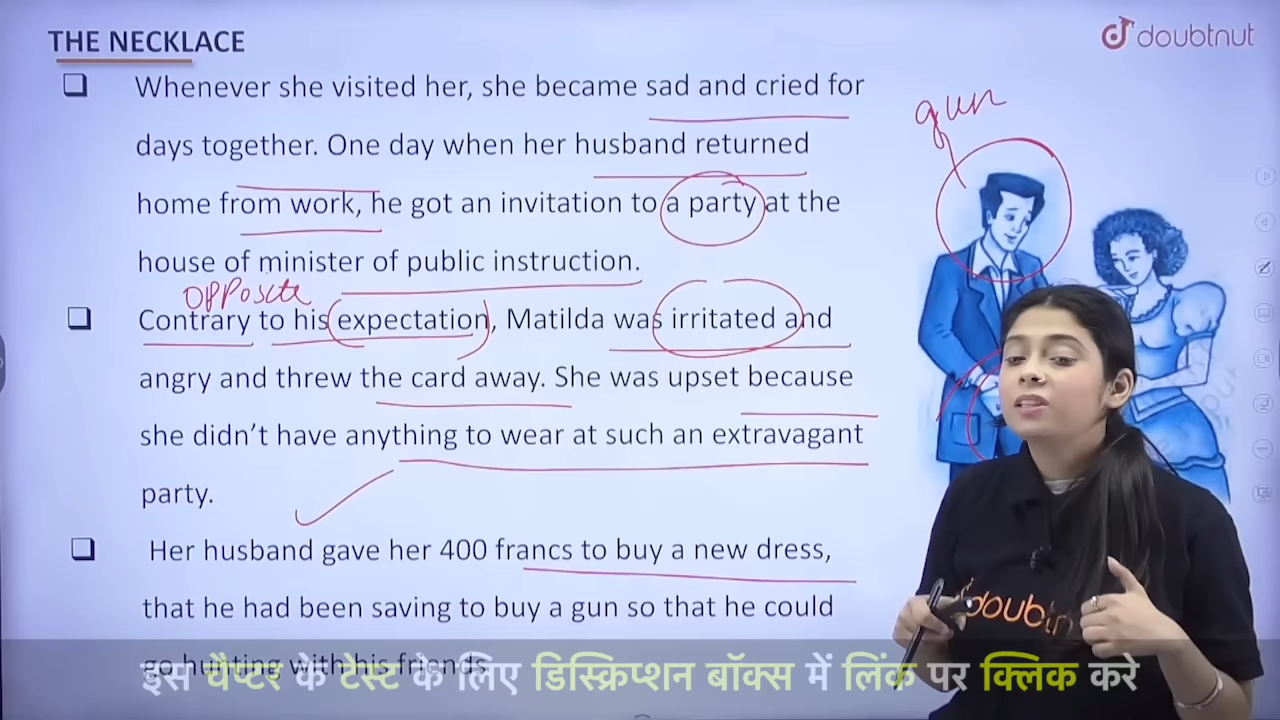 THE NECKLACE
doubtnut
Whenever she visited her, she became sad and cried for
days together. One day when her husband returned
home from work, he got an invitation to a party at the
house of minister of public instruction.
gun
opposite
Contrary to his expectation, Matilda was irritated and
angry and threw the card away. She was upset because
she didn't have anything to wear at such an extravagant
party.
Her husband gave her 400 francs to buy a new dress,
that he had been saving to buy a gun so that he could
go hunting with his friends.
इस चैप्टर के टेस्ट के लिए डिस्क्रिप्शन बॉक्स में लिंक पर क्लिक करे